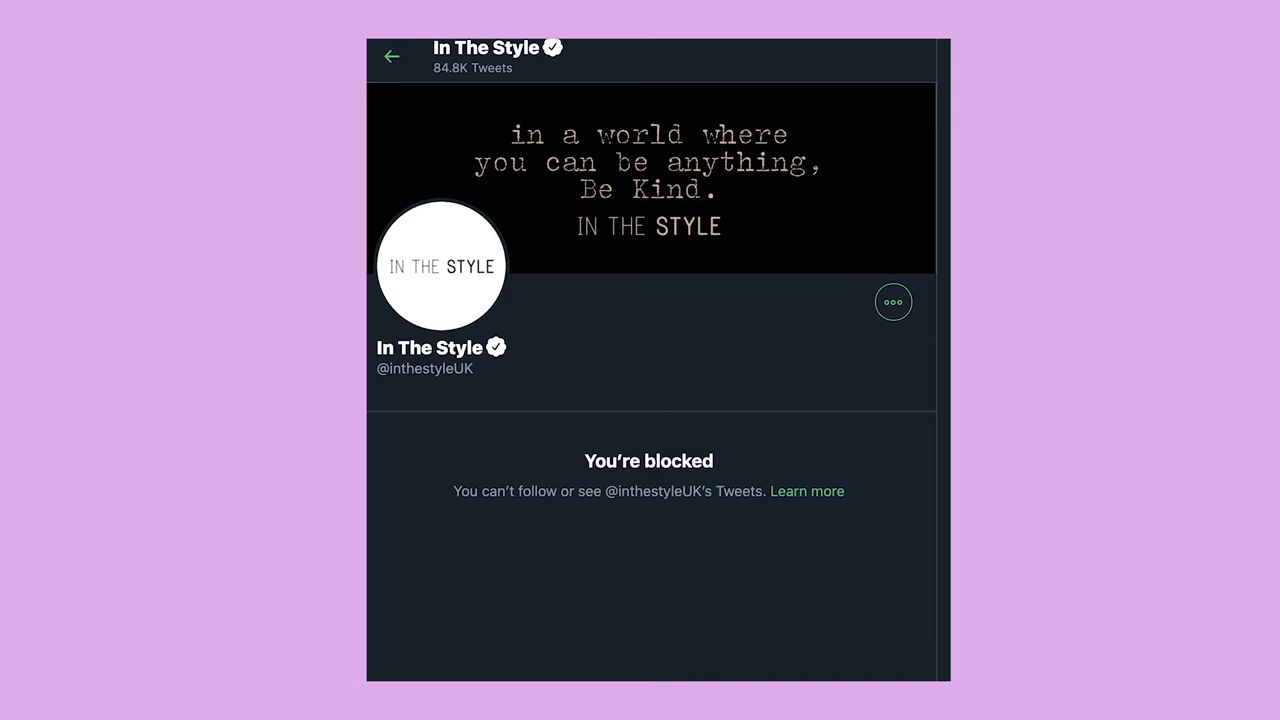 In The Style
84.8K Tweets
in a world where
you can be anything,
Be Kind.
IN THE STYLE
IN THE STYLE
In The Style
@inthestyleUK
You're blocked
You can't follow or see @inthestyleUK's Tweets. Learn more